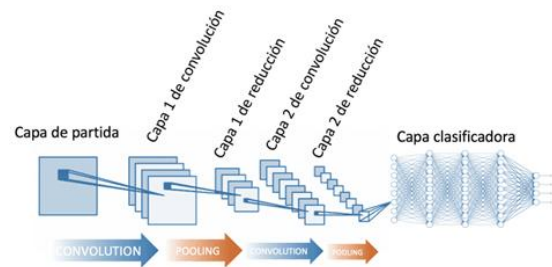 Capa de partida
Capa 1 de convolución
Capa 1 de reducción
Capa 2 de convolución
Capa 2 de reducción
Capa clasificadora
CONVOLUTION
POOLING
CONVOLUTION
POOLING